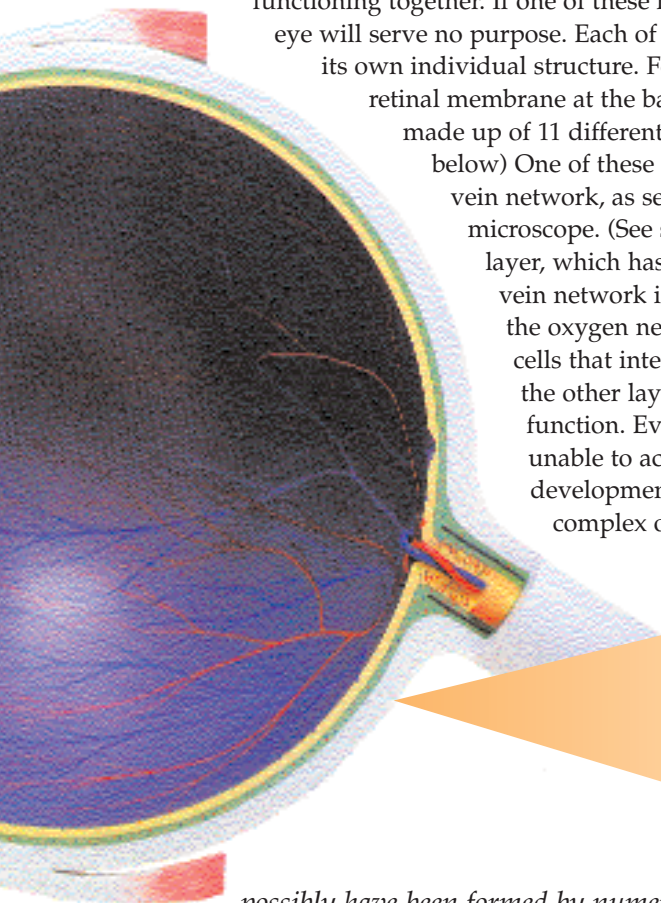 functioning together. If one of these
eye will serve no purpose. Each of
its own individual structure. F
retinal membrane at the ba
made up of 11 different
below) One of these
vein network, as se
microscope. (See s
layer, which has
vein network i
the oxygen ne
cells that inte
the other lay
function. Ev
unable to ac
developmen
complex o
possibly have been formed by nume